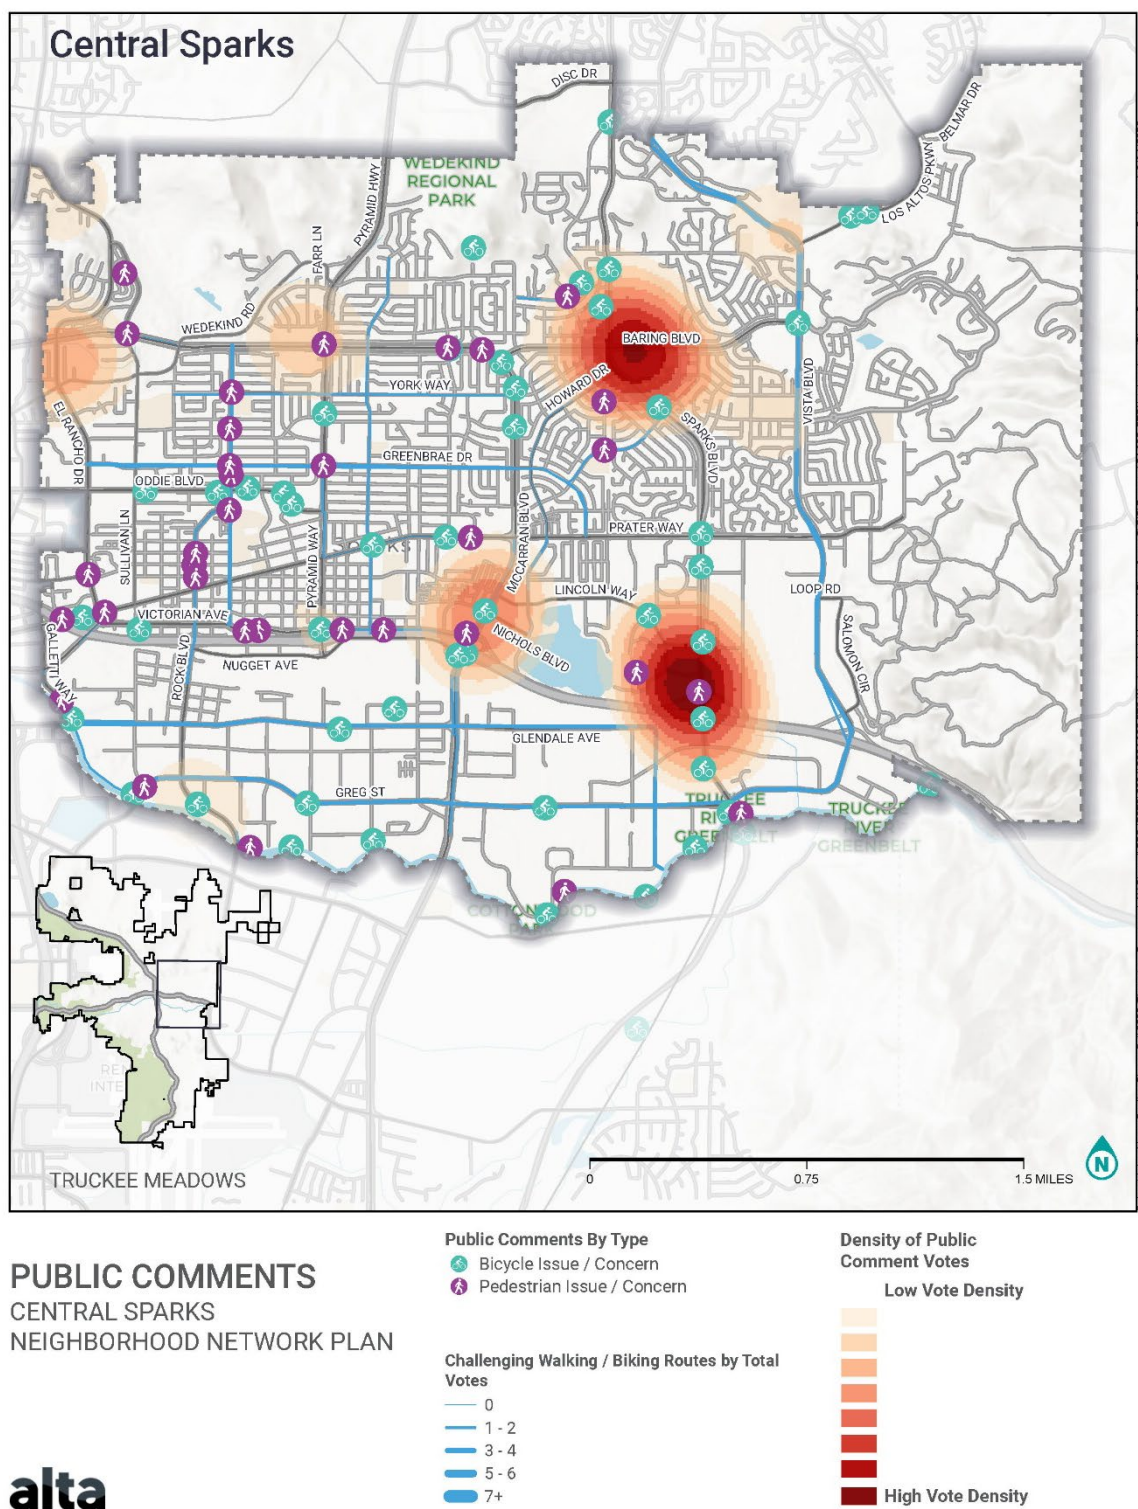 Central Sparks
DISC DR
BELMAR DR
LOS ALTOS PKWY
WEDEKIND
REGIONAL
PARK
PYRAMID HWY
FARR LN
WEDEKIND RD
BARING BLVD
YORK WAY
HOWARD DR
VISTA BLVD
EL RANCHO DR
SPARKS BLVD
GREENBRAE DR
ODDIE BLVD
MCCARRAN BLVD
PRATER WAY
SULLIVAN LN
PYRAMID WAY
LINCOLN WAY
LOOP RD
VICTORIAN AVE
SALOMON CIR
NICHOLS BLVD
GALLETTI WAY
ROCK BLVD
NUGGET AVE
GLENDALE AVE
GREG ST
TRUCKEE
RI
GREENBELT
TRUCKEE
RIVER
GREENBELT
TRUCKEE MEADOWS
N
0 0.75 1.5 MILES
PUBLIC COMMENTS
CENTRAL SPARKS
NEIGHBORHOOD NETWORK PLAN
alta
Public Comments By Type
Bicycle Issue / Concern
Pedestrian Issue / Concern
Challenging Walking / Biking Routes by Total
Votes
0
1 - 2
3 - 4
5 - 6
7+
Density of Public
Comment Votes
Low Vote Density
High Vote Density